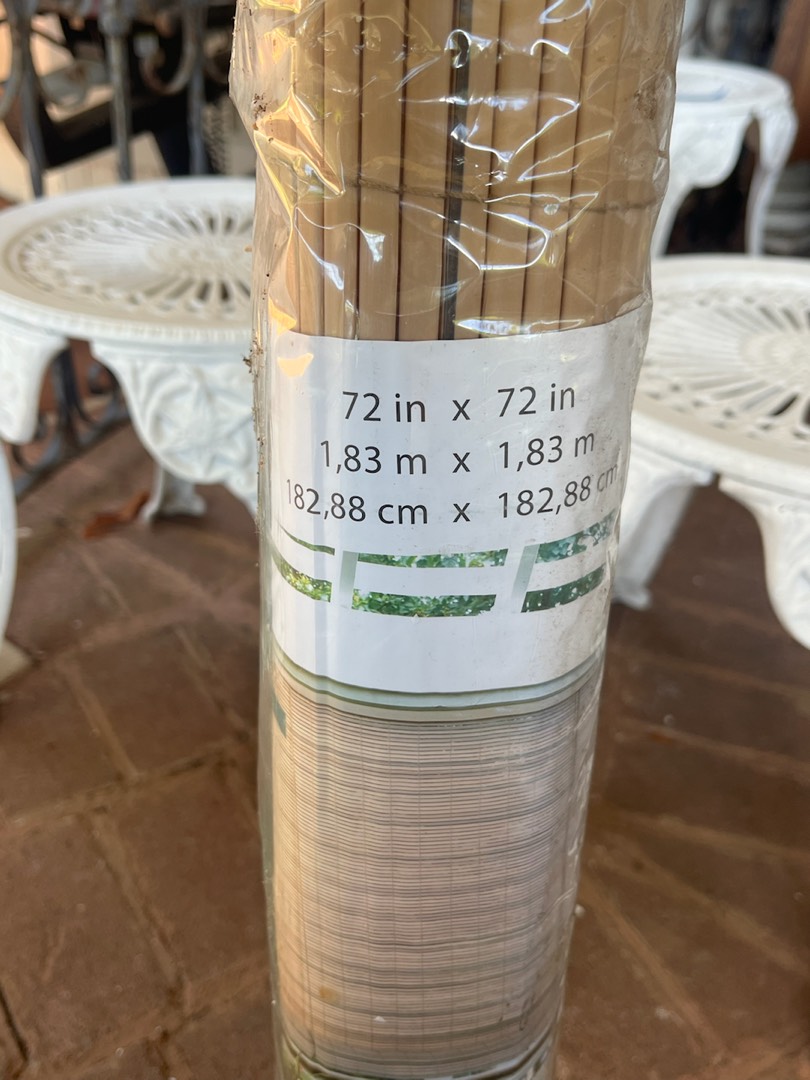 72 in x 72 in
1,83 m x 1,83 m
182,88 cm x 182,88 cm